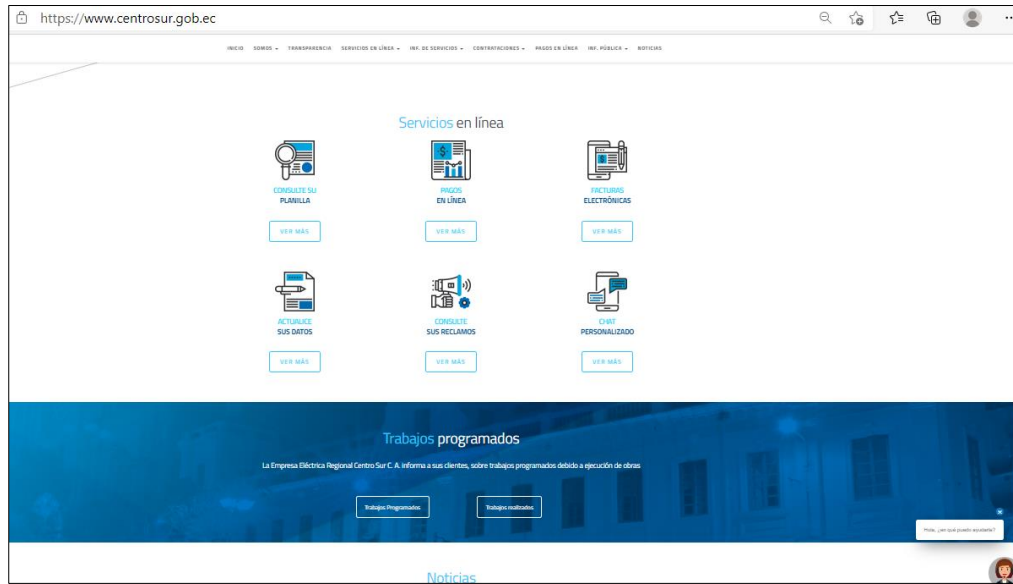 https://www.centrosur.gob.ec
INICIO SOMOS TRANSPARENCIA SERVICIOS EN LÍNEA INF. DE SERVICIOS CONTRATACIONES PAGOS EN LÍNEA INF. PÚBLICA NOTICIAS
Servicios en línea
CONSULTE SU
PLANILLA
VER MÁS
PAGOS
EN LÍNEA
VER MÁS
FACTURAS
ELECTRÓNICAS
VER MÁS
ACTUALICE
SUS DATOS
VER MÁS
CONSULTE
SUS RECLAMOS
VER MÁS
CHAT
PERSONALIZADO
VER MÁS
Trabajos programados
La Empresa Eléctrica Regional Centro Sur C. A. informa a sus clientes, sobre trabajos programados debido a ejecución de obras
Trabajos Programados
Trabajos realizados
Hola, ¿en qué puedo ayudarte?
Noticias